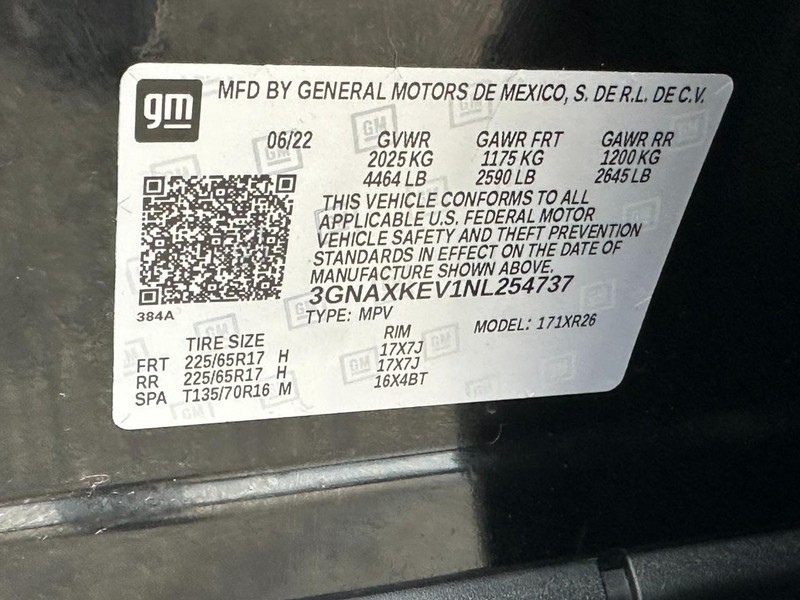 gm MFD BY GENERAL MOTORS DE MEXICO, S. DE R.L. DE C.V.
06/22 GVWR GAWR FRT GAWR RR
2025 KG 1175 KG 1200 KG
4464 LB 2590 LB 2645 LB
THIS VEHICLE CONFORMS TO ALL
APPLICABLE U.S. FEDERAL MOTOR
VEHICLE SAFETY AND THEFT PREVENTION
STANDARDS IN EFFECT ON THE DATE OF
MANUFACTURE SHOWN ABOVE.
3GNAXKEV1NL254737
384A
TYPE: MPV MODEL: 171XR26
TIRE SIZE RIM
FRT 225/65R17 H 17X7J
RR 225/65R17 H 17X7J
SPA T135/70R16 M 16X4BT